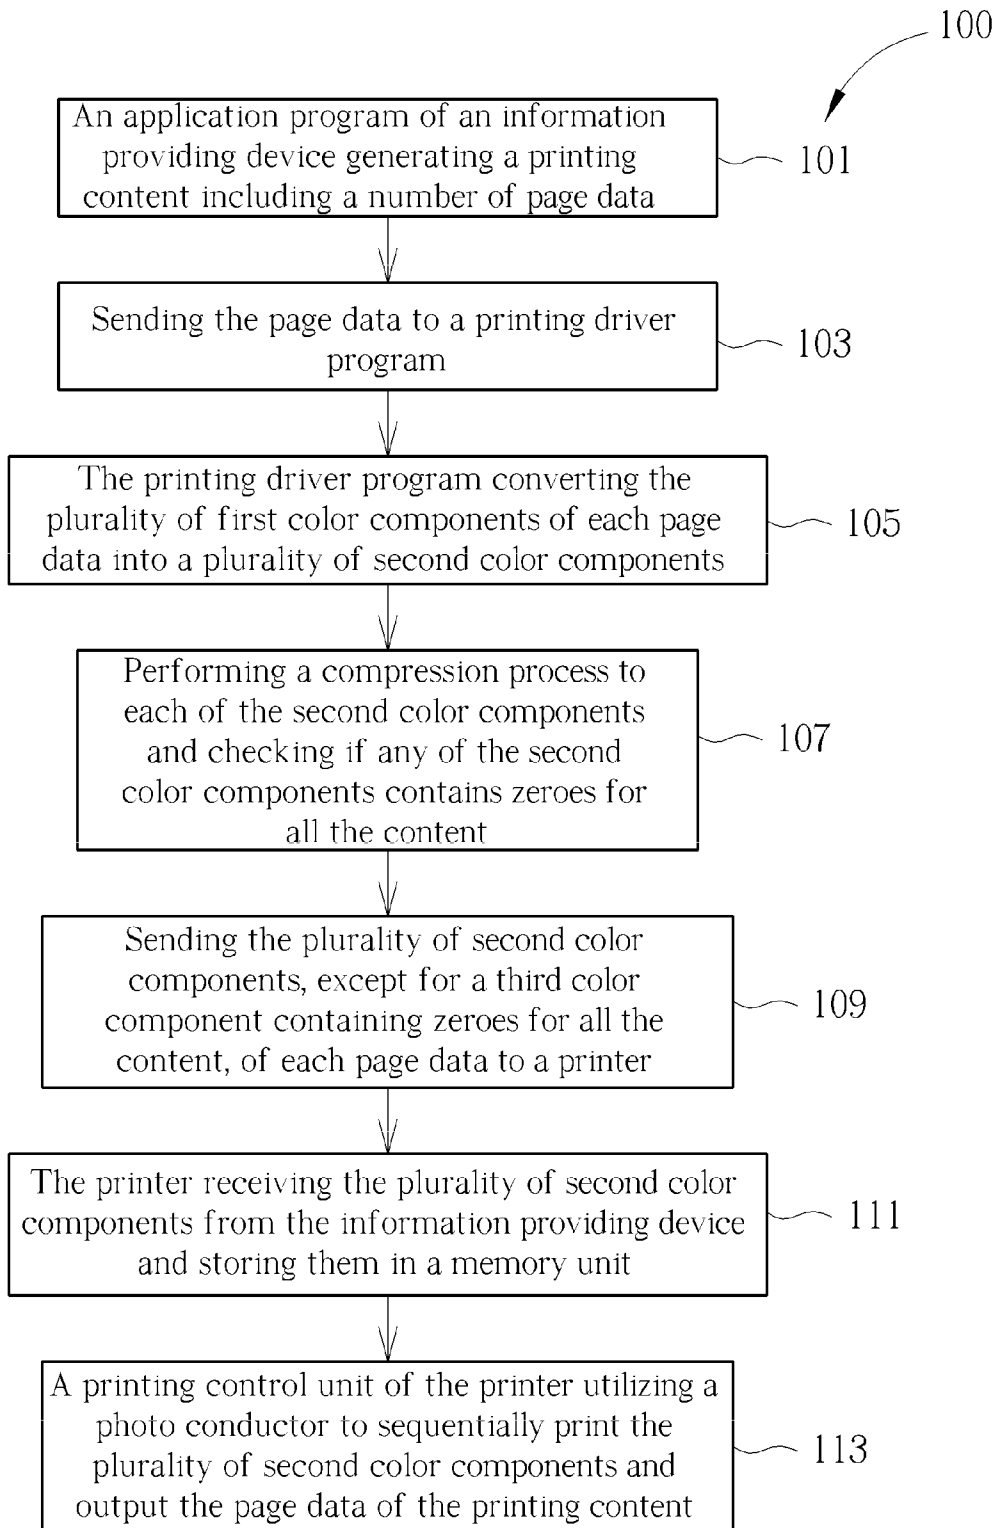 100
An application program of an information
providing device generating a printing
content including a number of page data
101
Sending the page data to a printing driver
program
103
The printing driver program converting the
plurality of first color components of each page
data into a plurality of second color components
105
Performing a compression process to
each of the second color components
and checking if any of the second
color components contains zeroes for
all the content
107
Sending the plurality of second color
components, except for a third color
component containing zeroes for all the
content, of each page data to a printer
109
The printer receiving the plurality of second color
components from the information providing device
and storing them in a memory unit
111
A printing control unit of the printer utilizing a
photo conductor to sequentially print the
plurality of second color components and
output the page data of the printing content
113